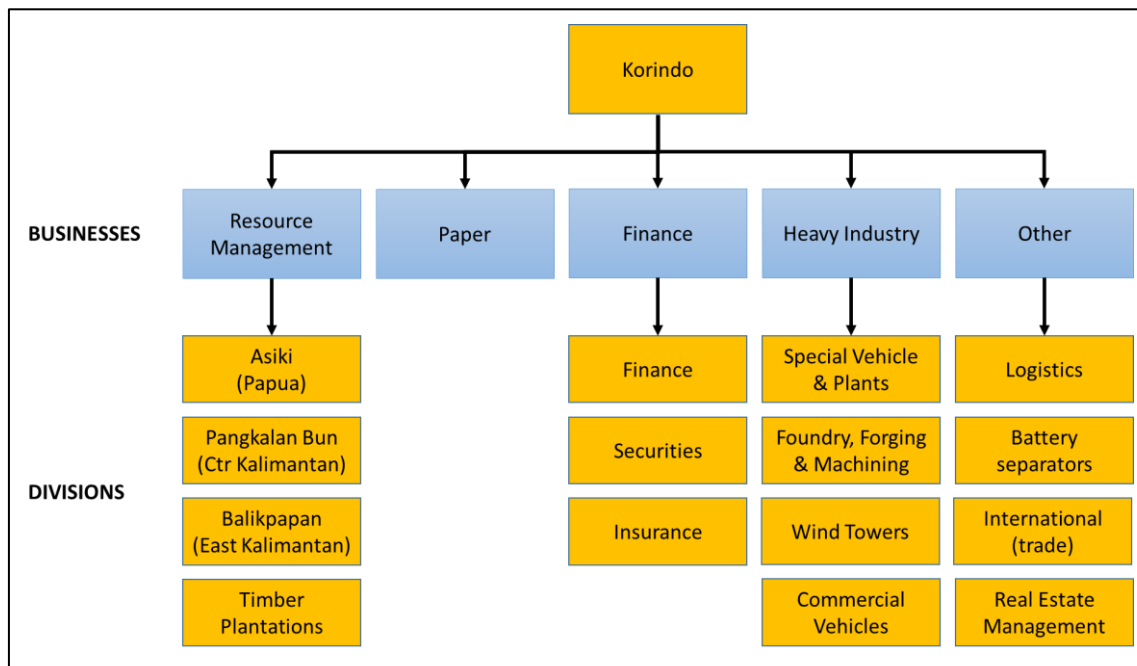 Korindo
BUSINESSES
Resource
Management
Paper
Finance
Heavy Industry
Other
DIVISIONS
Asiki
(Papua)
Pangkalan Bun
(Ctr Kalimantan)
Balikpapan
(East Kalimantan)
Timber
Plantations
Finance
Securities
Insurance
Special Vehicle
& Plants
Foundry, Forging
& Machining
Wind Towers
Commercial
Vehicles
Logistics
Battery
separators
International
(trade)
Real Estate
Management